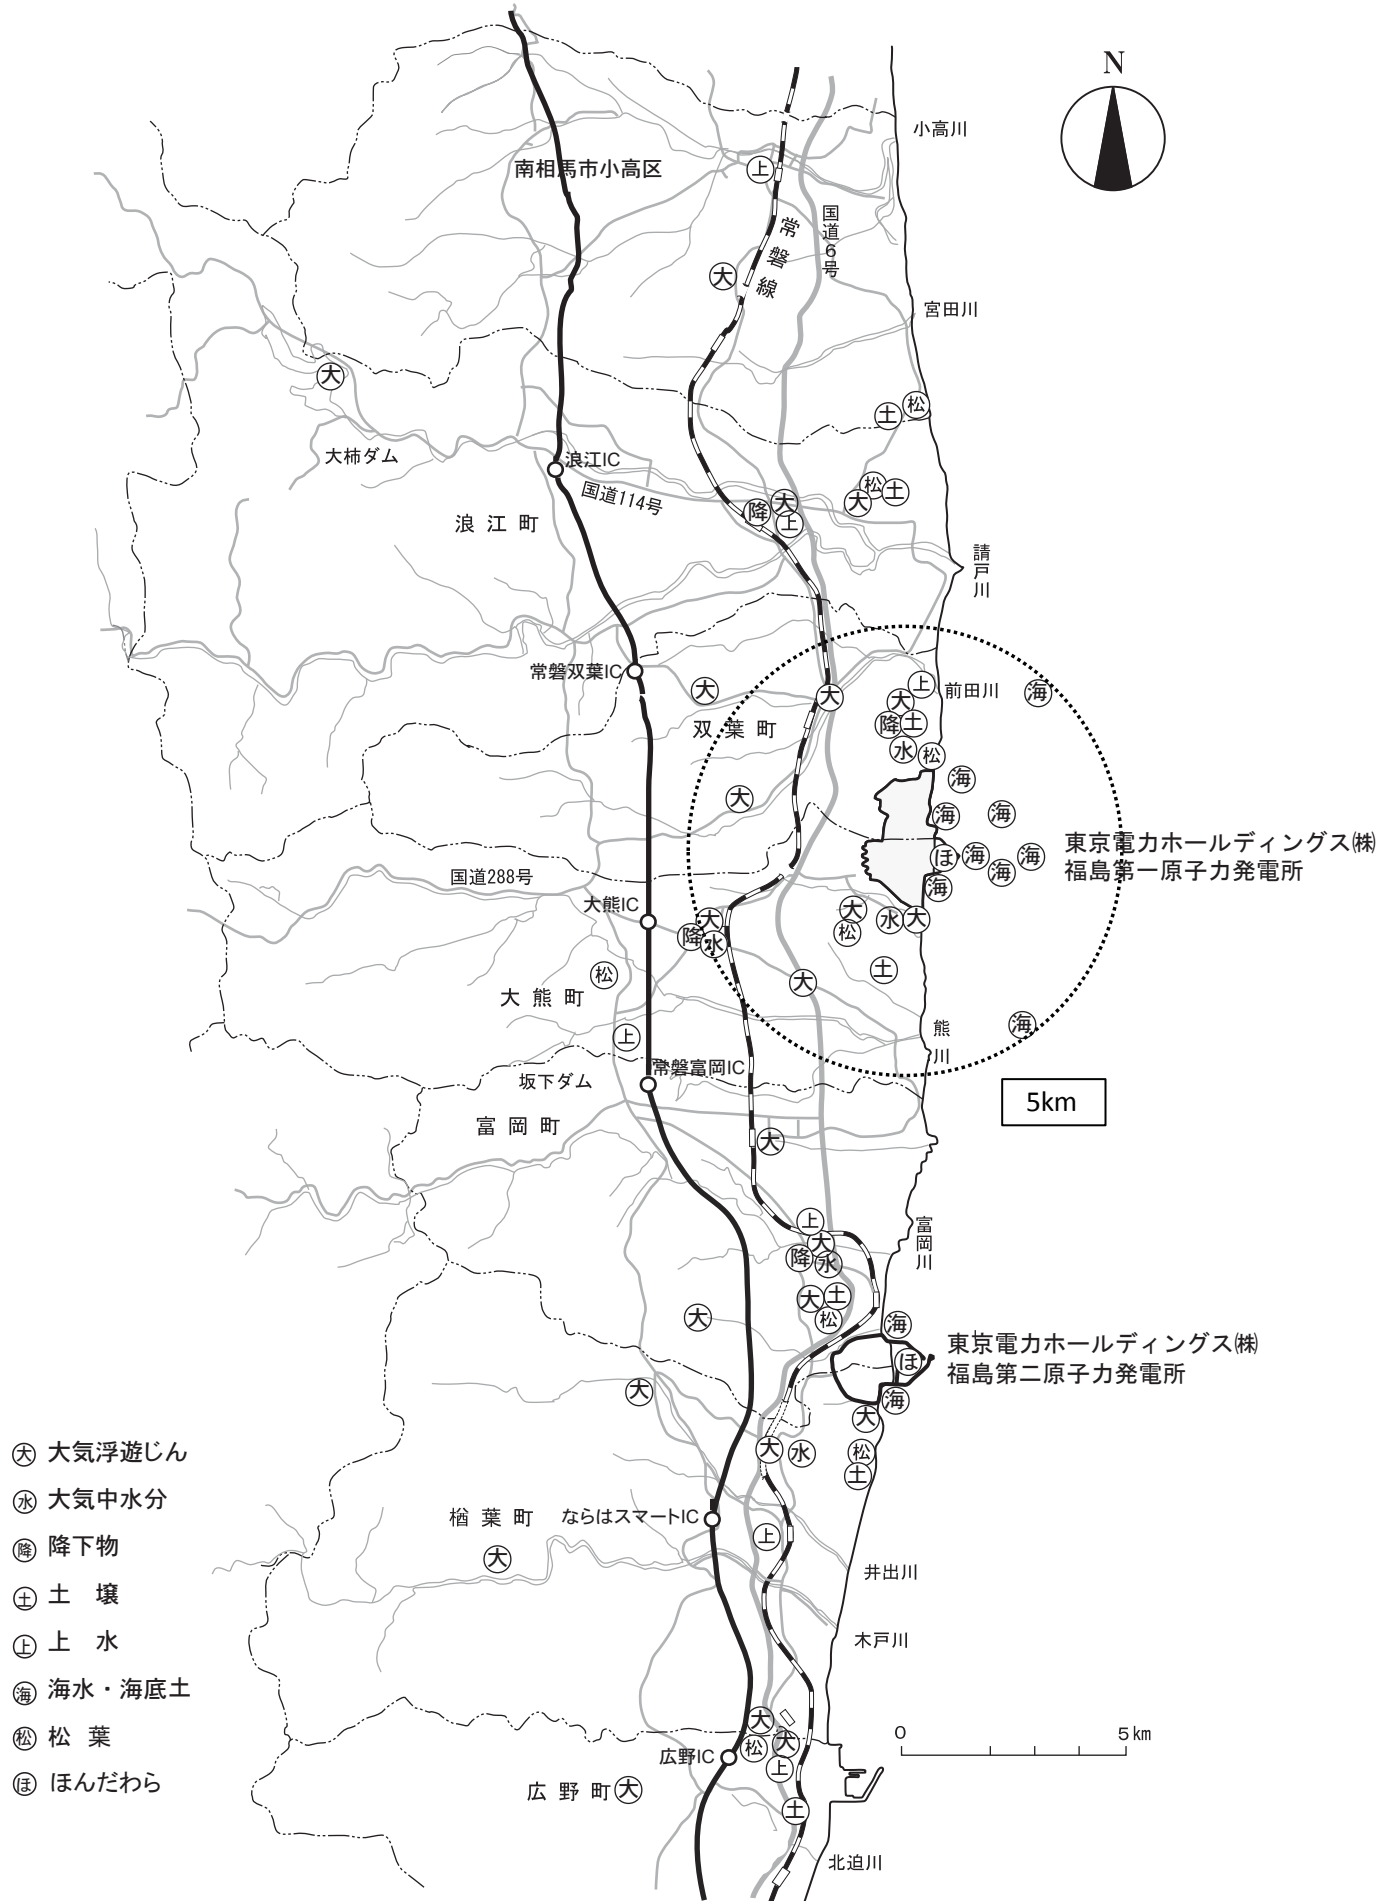 N
小高川
南相馬市小高区
上
国道6号
常磐線
大
宮田川
大
松
土
大柿ダム
浪江IC
国道114号
松
土
大
大
降
上
浪江町
請戸川
常磐双葉IC
大
大
上
前田川
海
大
降
土
双葉町
水
松
海
大
海
海
東京電力ホールディングス㈱
福島第一原子力発電所
ほ
海
海
海
海
国道288号
大熊IC
大
降
水
大
松
水
大
松
土
大
大熊町
上
海
熊川
常磐富岡IC
坂下ダム
5km
富岡町
大
上
大
降
水
富岡川
大
土
松
大
海
東京電力ホールディングス㈱
福島第二原子力発電所
ほ
大
海
大
大
水
松
土
大 大気浮遊じん
水 大気中水分
降 降下物
土 土　壌
上 上　水
海 海水・海底土
松 松　葉
ほ ほんだわら
楢葉町
ならはスマートIC
上
大
井出川
木戸川
大
大
松
上
広野IC
広野町
大
土
0
5km
北迫川